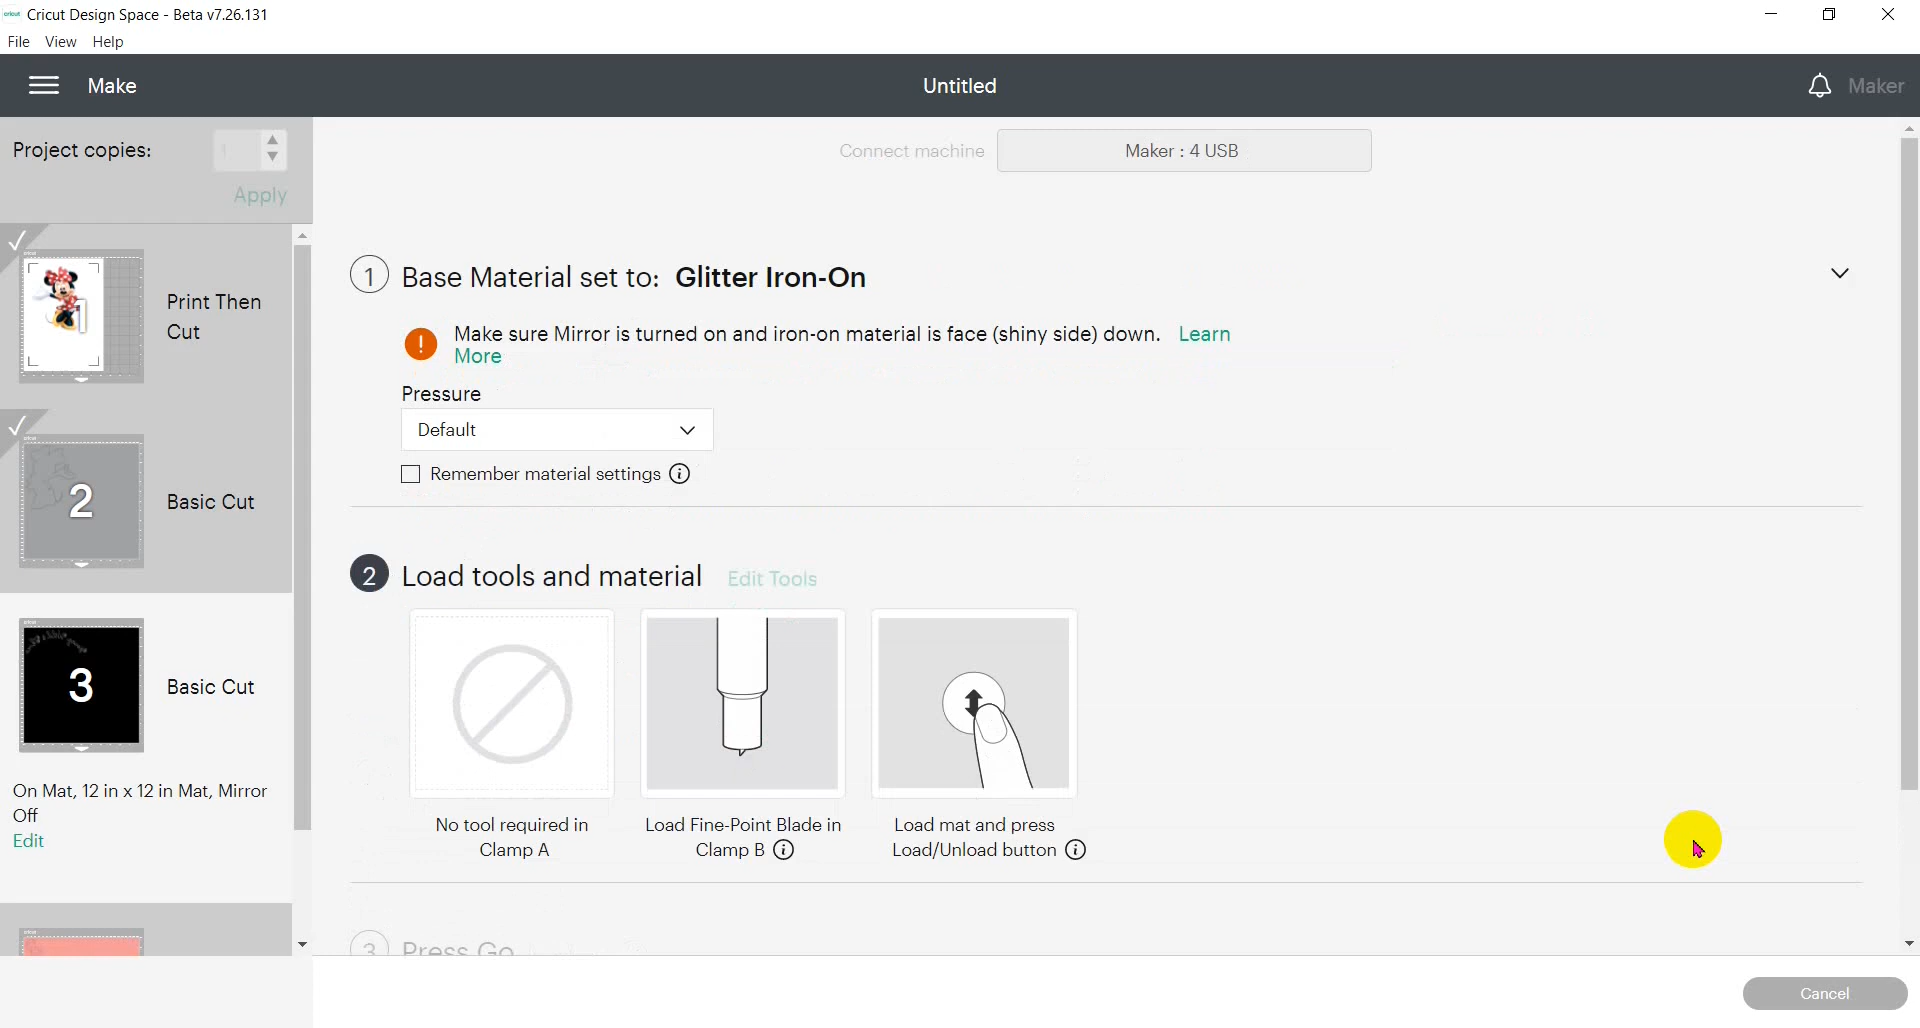 Cricut Design Space - Beta v7.26.131
File View Help
Make
Untitled
Maker
Project copies:
Apply
Connect machine
Maker : 4 USB
1
Print Then
Cut
2
Basic Cut
3
Basic Cut
On Mat, 12 in x 12 in Mat, Mirror
Off
Edit
1 Base Material set to: Glitter Iron-On
! Make sure Mirror is turned on and iron-on material is face (shiny side) down. Learn
More
Pressure
Default
Remember material settings
2 Load tools and material Edit Tools
No tool required in
Clamp A
Load Fine-Point Blade in
Clamp B
Load mat and press
Load/Unload button
3 Press Go
Cancel